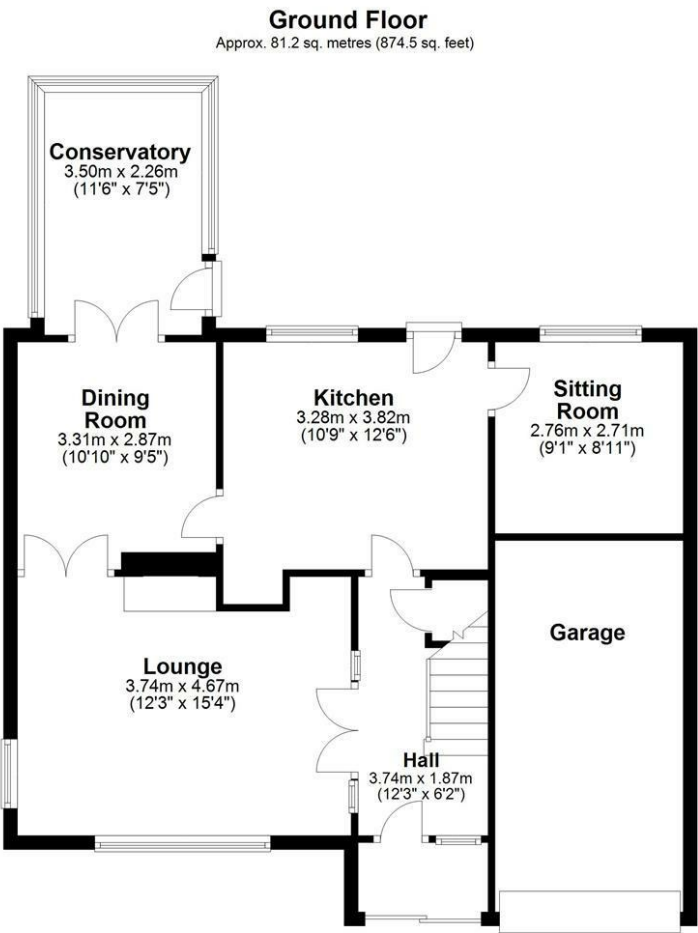 Ground Floor
Approx. 81.2 sq. metres (874.5 sq. feet)
Conservatory
3.50m x 2.26m
(11'6" x 7'5")
Dining
Room
3.31m x 2.87m
(10'10" x 9'5")
Kitchen
3.28m x 3.82m
(10'9" x 12'6")
Sitting
Room
2.76m x 2.71m
(9'1" x 8'11")
Garage
Lounge
3.74m x 4.67m
(12'3" x 15'4")
Hall
3.74m x 1.87m
(12'3" x 6'2")